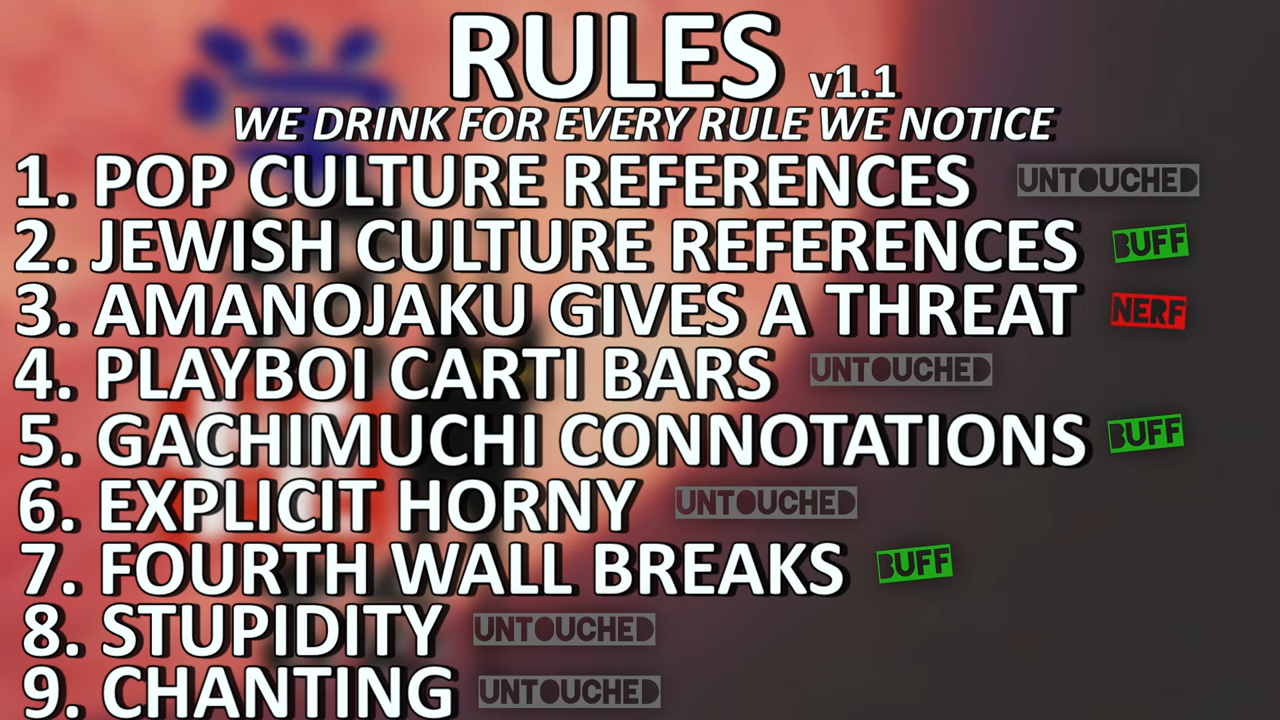 RULES v1.1
WE DRINK FOR EVERY RULE WE NOTICE
1. POP CULTURE REFERENCES UNTOUCHED
2. JEWISH CULTURE REFERENCES BUFF
3. AMANOJAKU GIVES A THREAT NERF
4. PLAYBOI CARTI BARS UNTOUCHED
5. GACHIMUCHI CONNOTATIONS BUFF
6. EXPLICIT HORNY UNTOUCHED
7. FOURTH WALL BREAKS BUFF
8. STUPIDITY UNTOUCHED
9. CHANTING UNTOUCHED